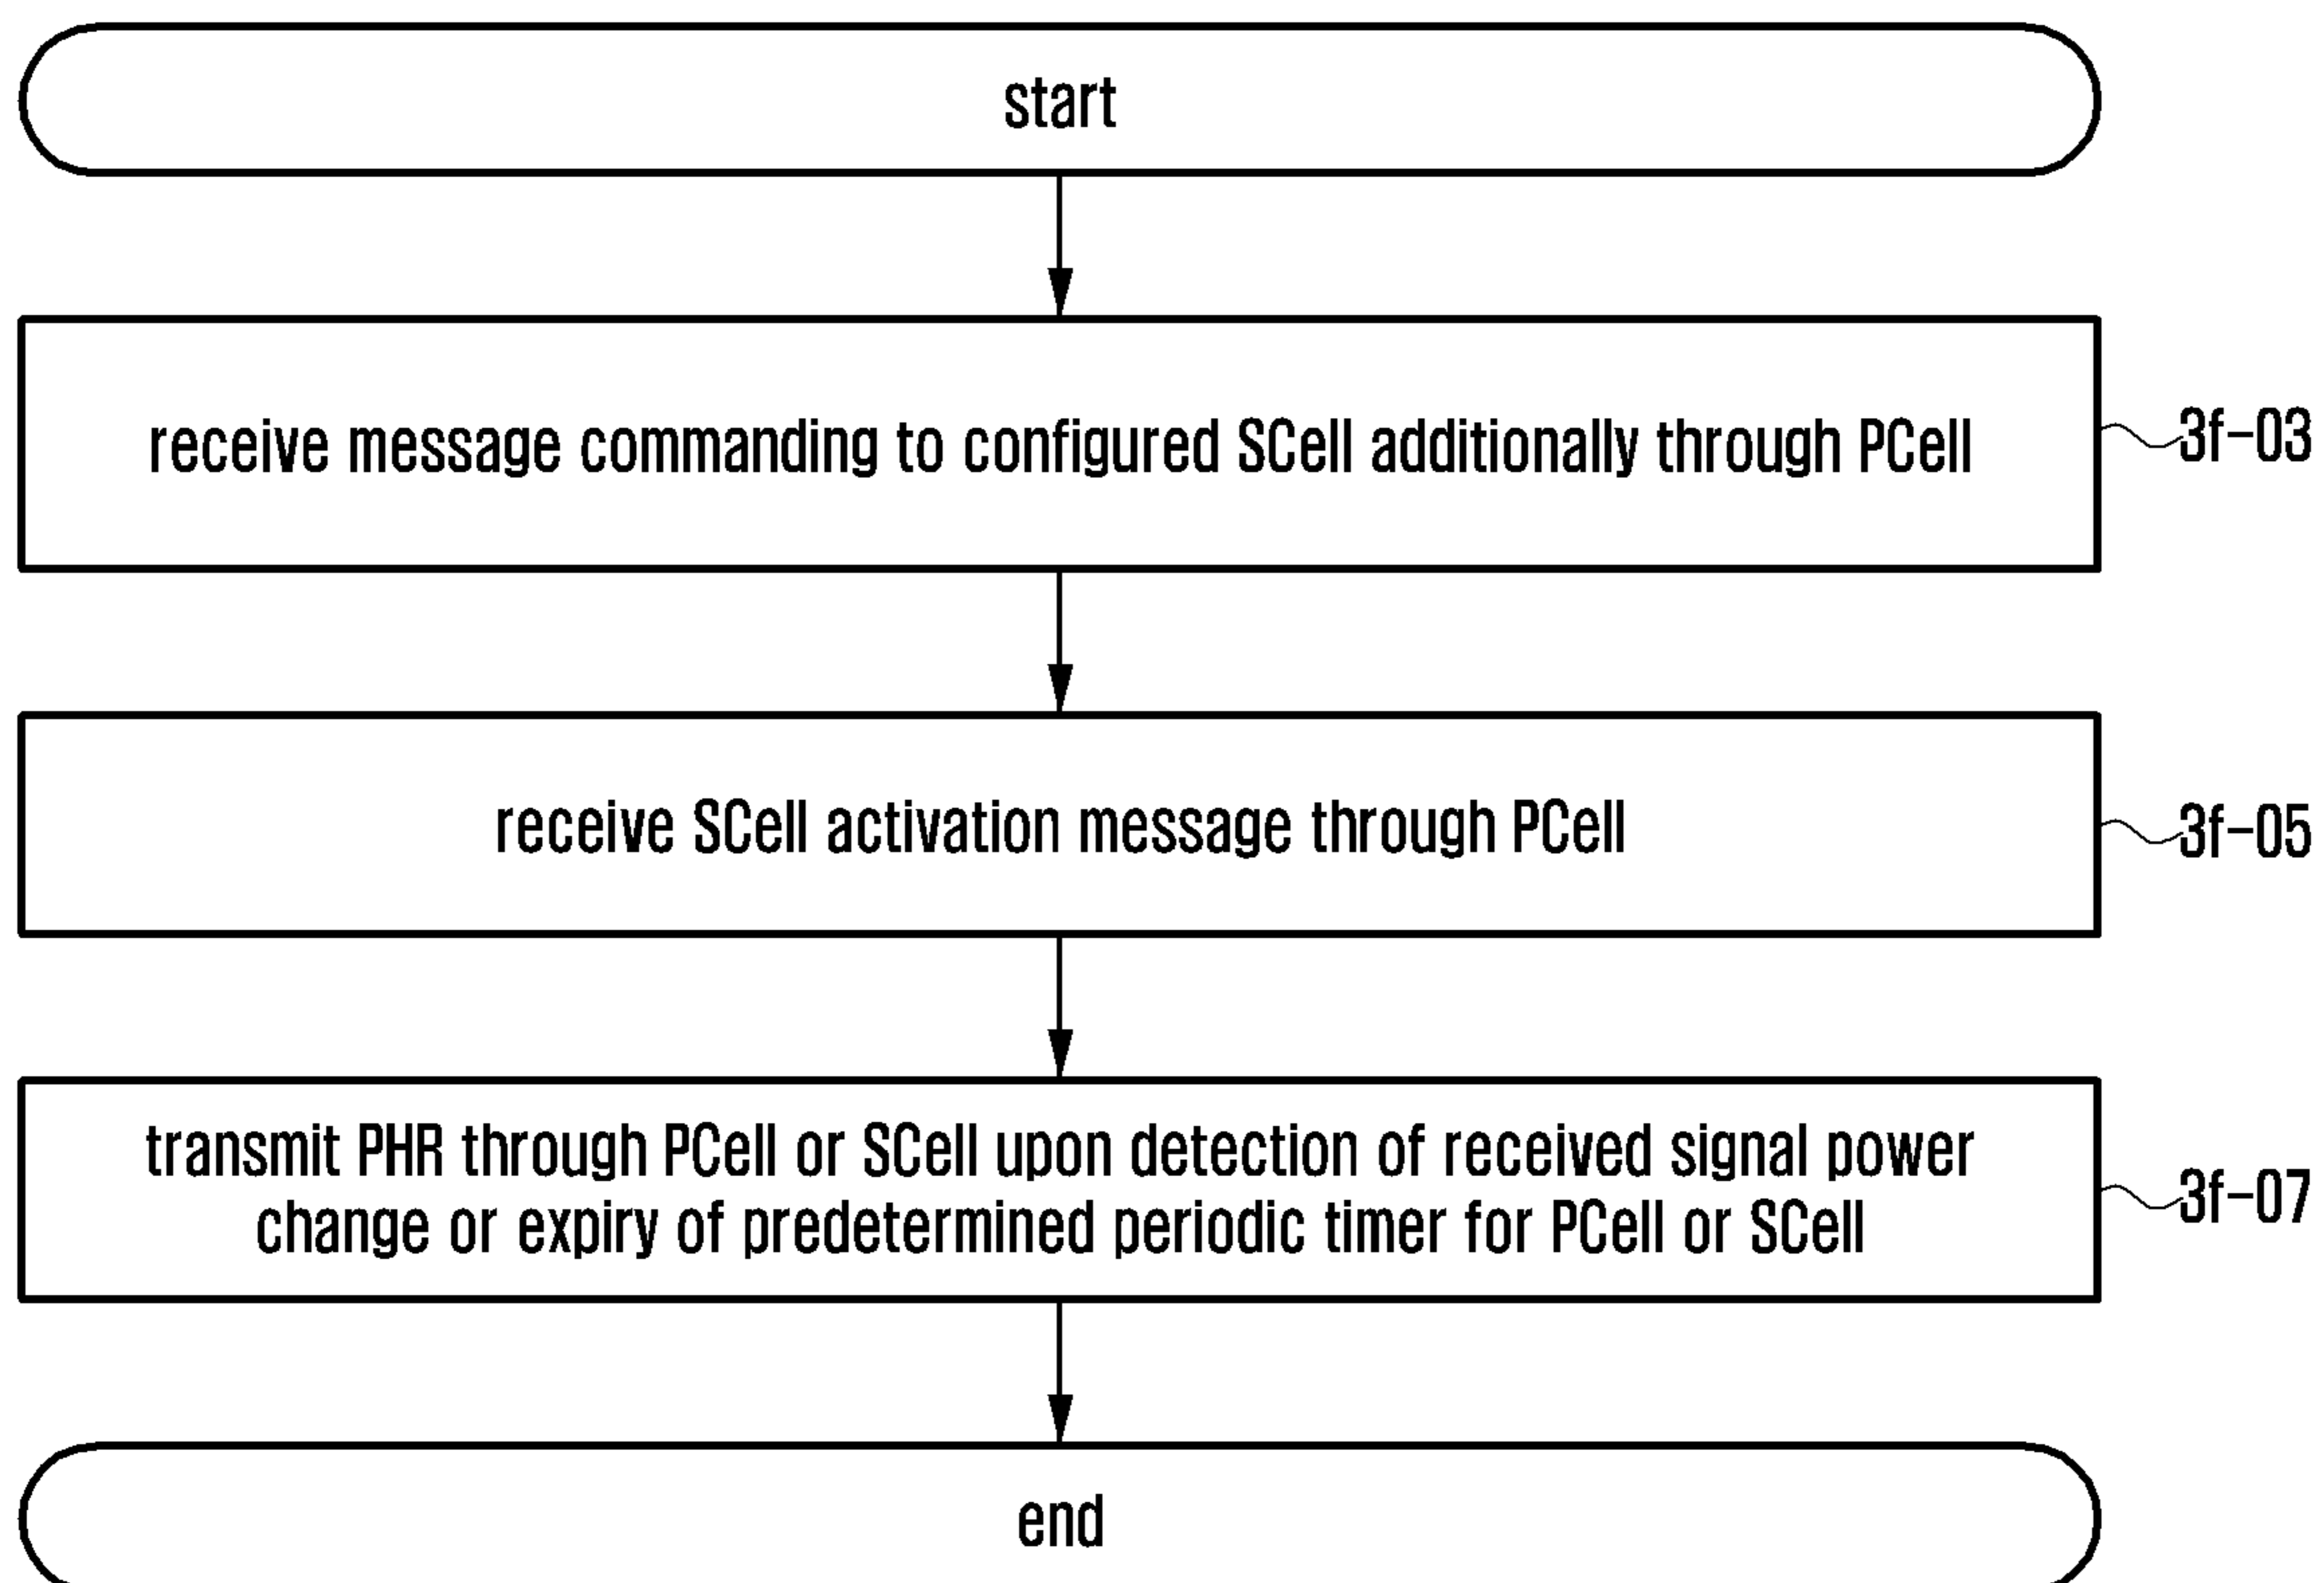 start
receive message commanding to configured SCell additionally through PCell
3f-03
receive SCell activation message through PCell
3f-05
transmit PHR through PCell or SCell upon detection of received signal power
change or expiry of predetermined periodic timer for PCell or SCell
3f-07
end